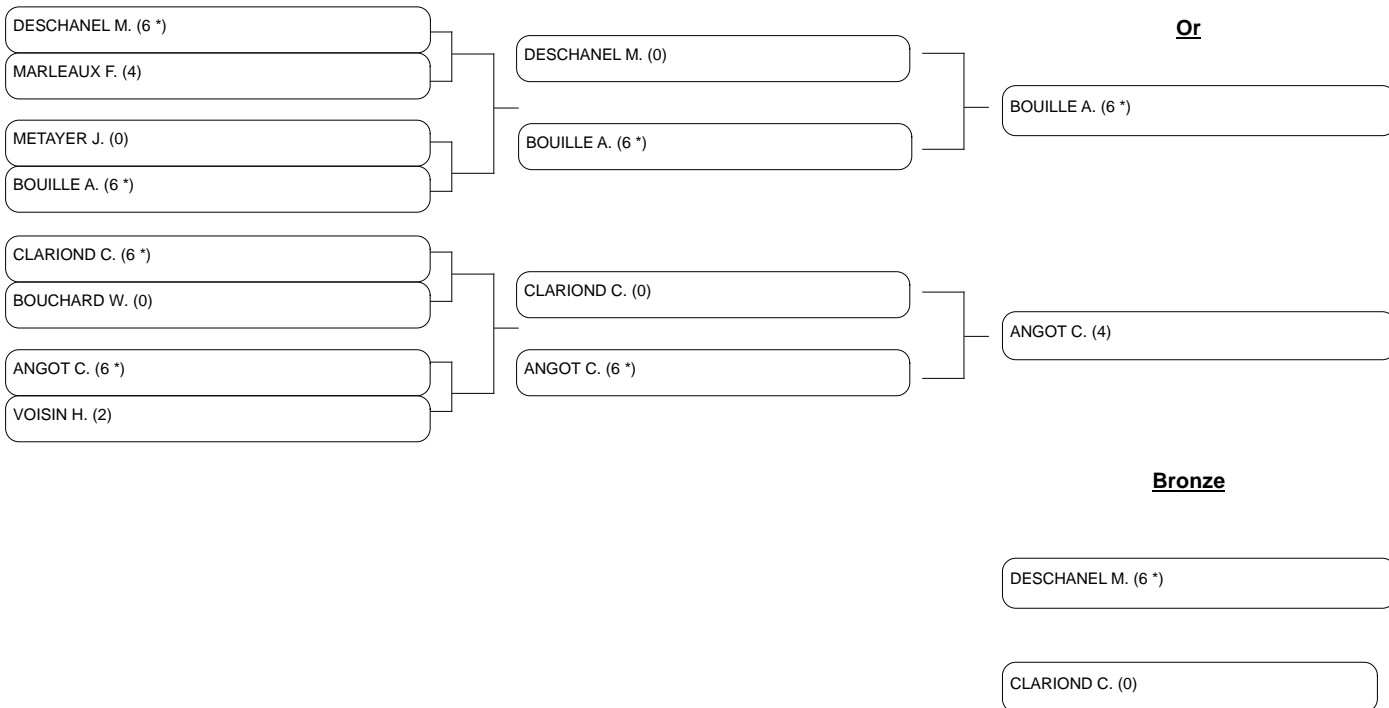 DESCHANEL M. (6 *)
MARLEAUX F. (4)
METAYER J. (0)
BOUILLE A. (6 *)
CLARIOND C. (6 *)
BOUCHARD W. (0)
ANGOT C. (6 *)
VOISIN H. (2)
DESCHANEL M. (0)
BOUILLE A. (6 *)
CLARIOND C. (0)
ANGOT C. (6 *)
Or
BOUILLE A. (6 *)
ANGOT C. (4)
Bronze
DESCHANEL M. (6 *)
CLARIOND C. (0)